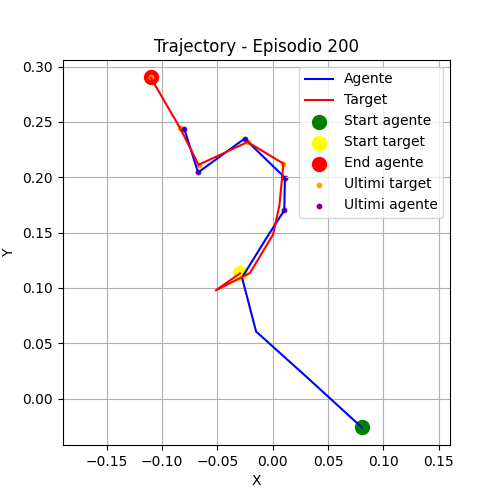 Trajectory - Episodio 200
Agente
Target
Start agente
Start target
End agente
Ultimi target
Ultimi agente
Y
0.30
0.25
0.20
0.15
0.10
0.05
0.00
−0.15
−0.10
−0.05
0.00
0.05
0.10
0.15
X